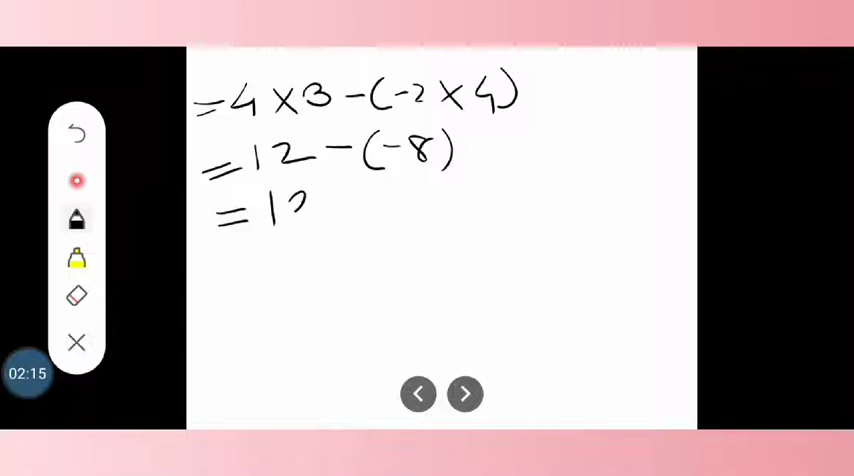 =4×3-(-2×4)
=12-(-8)
=12
02:15